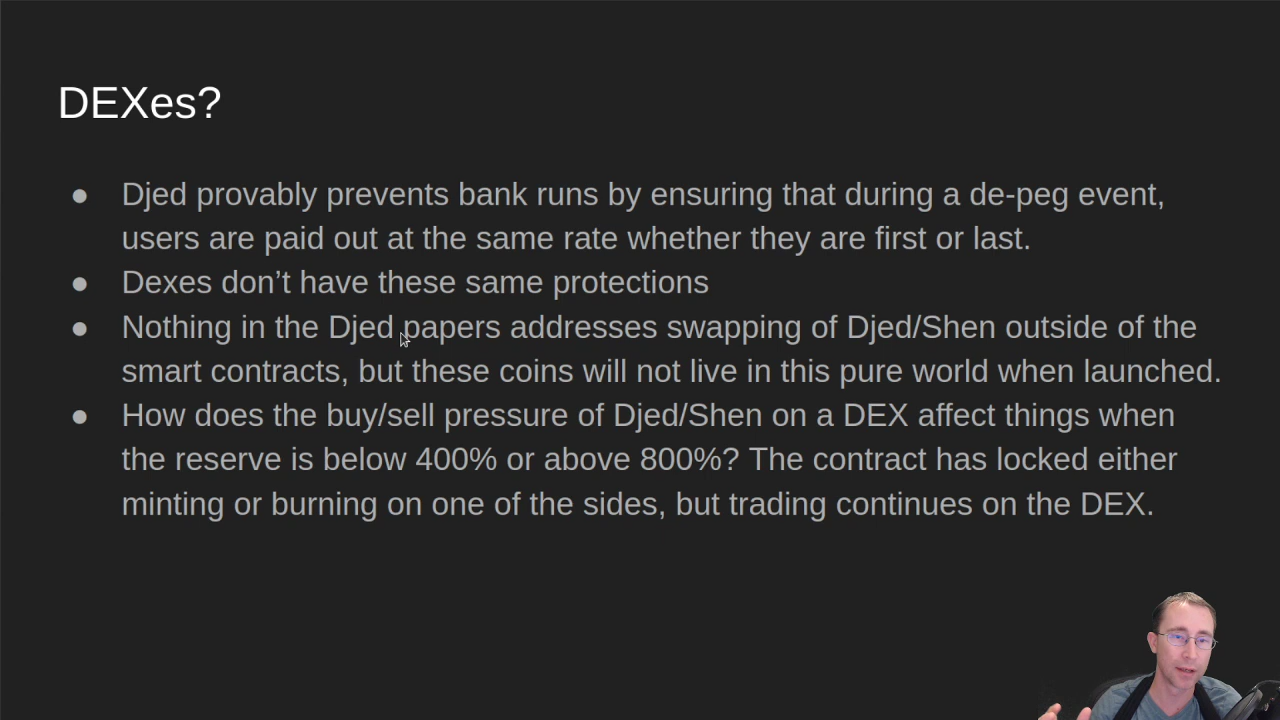 DEXes?
● Djed provably prevents bank runs by ensuring that during a de-peg event,
users are paid out at the same rate whether they are first or last.
● Dexes don’t have these same protections
● Nothing in the Djed papers addresses swapping of Djed/Shen outside of the
smart contracts, but these coins will not live in this pure world when launched.
● How does the buy/sell pressure of Djed/Shen on a DEX affect things when
the reserve is below 400% or above 800%? The contract has locked either
minting or burning on one of the sides, but trading continues on the DEX.